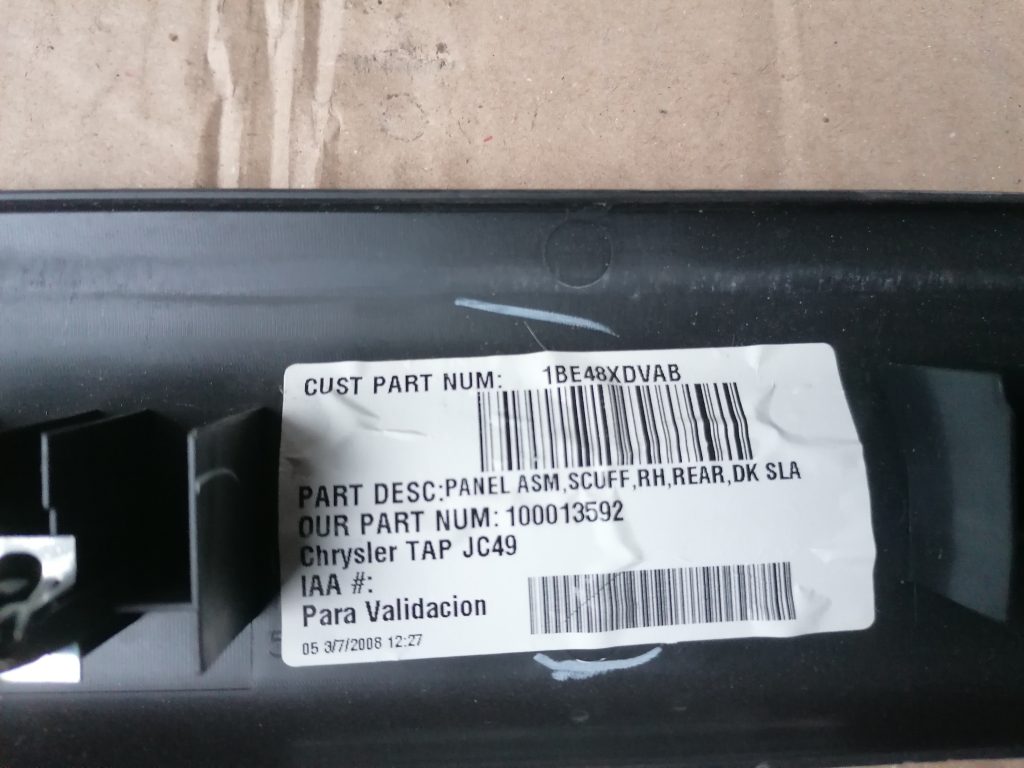 CUST PART NUM: 1BE48XDVAB
PART DESC:PANEL ASM,SCUFF,RH,REAR,DK SLA
OUR PART NUM: 100013592
Chrysler TAP JC49
IAA #:
Para Validacion
05 3/7/2008 12:27
5